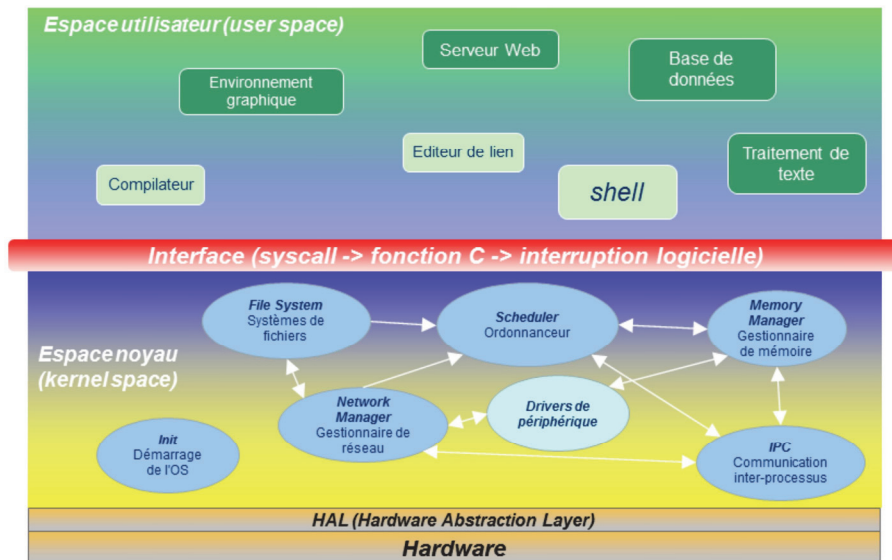 Espace utilisateur (user space)
Serveur Web
Base de
données
Environnement
graphique
Editeur de lien
Traitement de
texte
Compilateur
shell
Interface (syscall -> fonction C -> interruption logicielle)
File System
Systèmes de
fichiers
Scheduler
Ordonnanceur
Memory
Manager
Gestionnaire
de mémoire
Espace noyau
(kernel space)
Network
Manager
Gestionnaire de
réseau
Drivers de
périphérique
Init
Démarrage
de l'OS
IPC
Communication
inter-processus
HAL (Hardware Abstraction Layer)
Hardware